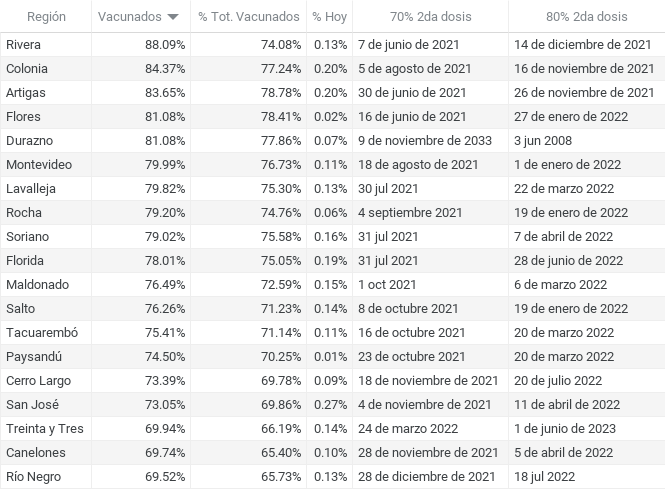 Región Vacunados % Tot. Vacunados % Hoy 70% 2da dosis 80% 2da dosis
Rivera 88.09% 74.08% 0.13% 7 de junio de 2021 14 de diciembre de 2021
Colonia 84.37% 77.24% 0.20% 5 de agosto de 2021 16 de noviembre de 2021
Artigas 83.65% 78.78% 0.20% 30 de junio de 2021 26 de noviembre de 2021
Flores 81.08% 78.41% 0.02% 16 de junio de 2021 27 de enero de 2022
Durazno 81.08% 77.86% 0.07% 9 de noviembre de 2033 3 jun 2008
Montevideo 79.99% 76.73% 0.11% 18 de agosto de 2021 1 de enero de 2022
Lavalleja 79.82% 75.30% 0.13% 30 jul 2021 22 de marzo 2022
Rocha 79.20% 74.76% 0.06% 4 septiembre 2021 19 de enero de 2022
Soriano 79.02% 75.58% 0.16% 31 jul 2021 7 de abril de 2022
Florida 78.01% 75.05% 0.19% 31 jul 2021 28 de junio de 2022
Maldonado 76.49% 72.59% 0.15% 1 oct 2021 6 de marzo 2022
Salto 76.26% 71.23% 0.14% 8 de octubre 2021 19 de enero 2022
Tacuarembó 75.41% 71.14% 0.11% 16 de octubre 2021 20 de marzo 2022
Paysandú 74.50% 70.25% 0.01% 23 de octubre 2021 20 de marzo 2022
Cerro Largo 73.39% 69.78% 0.09% 18 de noviembre de 2021 20 de julio 2022
San José 73.05% 69.86% 0.27% 4 de noviembre de 2021 11 de abril de 2022
Treinta y Tres 69.94% 66.19% 0.14% 24 de marzo 2022 1 de junio de 2023
Canelones 69.74% 65.40% 0.10% 28 de noviembre de 2021 5 de abril de 2022
Río Negro 69.52% 65.73% 0.13% 28 de diciembre de 2021 18 jul 2022